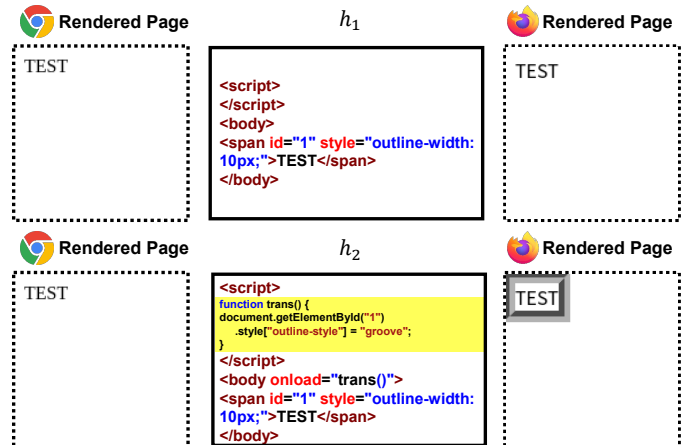 Rendered Page
h₁
Rendered Page
TEST
<script>
</script>
<body>
<span id="1" style="outline-width:
10px;">TEST</span>
</body>
TEST
Rendered Page
h₂
Rendered Page
TEST
<script>
function trans() {
document.getElementById("1")
.style["outline-style"] = "groove";
}
</script>
<body onload="trans()">
<span id="1" style="outline-width:
10px;">TEST</span>
</body>
TEST